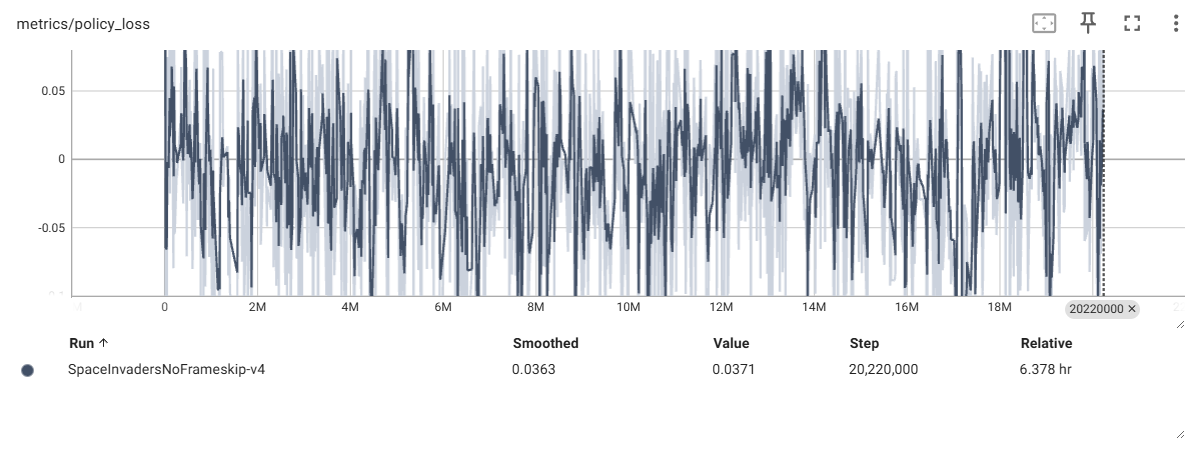 metrics/policy_loss
0.05
0
-0.05
0 2M 4M 6M 8M 10M 12M 14M 16M 18M 20220000 ×
Run ↑ Smoothed Value Step Relative
SpaceInvadersNoFrameskip-v4 0.0363 0.0371 20,220,000 6.378 hr